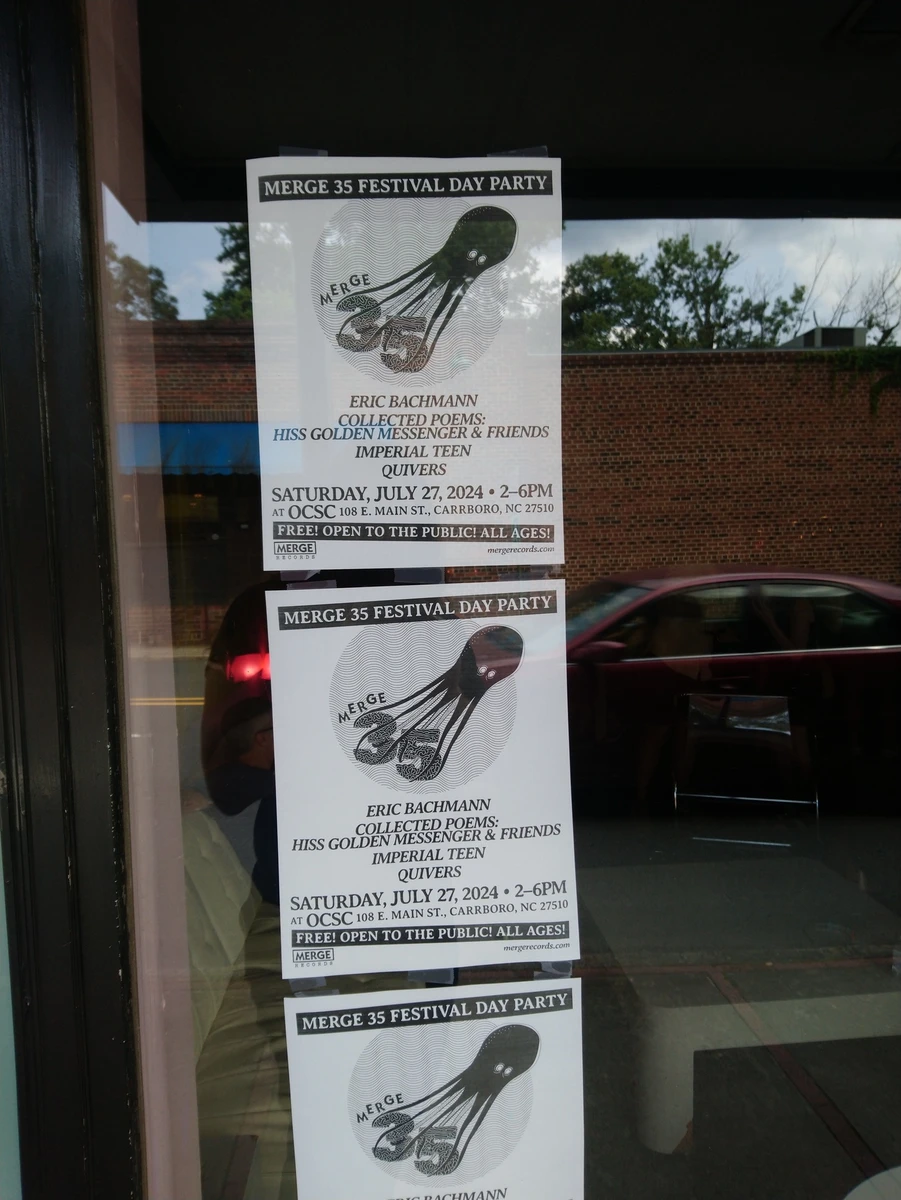 MERGE 35 FESTIVAL DAY PARTY
MERGE
35
ERIC BACHMANN
COLLECTED POEMS:
HISS GOLDEN MESSENGER & FRIENDS
IMPERIAL TEEN
QUIVERS
SATURDAY, JULY 27, 2024 • 2–6PM
AT OCSC 108 E. MAIN ST., CARRBORO, NC 27510
FREE! OPEN TO THE PUBLIC! ALL AGES!
MERGE
RECORDS
mergerecords.com
MERGE 35 FESTIVAL DAY PARTY
MERGE
35
ERIC BACHMANN
COLLECTED POEMS:
HISS GOLDEN MESSENGER & FRIENDS
IMPERIAL TEEN
QUIVERS
SATURDAY, JULY 27, 2024 • 2–6PM
AT OCSC 108 E. MAIN ST., CARRBORO, NC 27510
FREE! OPEN TO THE PUBLIC! ALL AGES!
MERGE
RECORDS
mergerecords.com
MERGE 35 FESTIVAL DAY PARTY
MERGE
35
ERIC BACHMANN